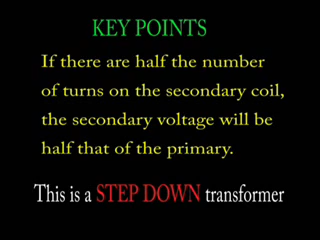 KEY POINTS
If there are half the number
of turns on the secondary coil,
the secondary voltage will be
half that of the primary.
This is a STEP DOWN transformer